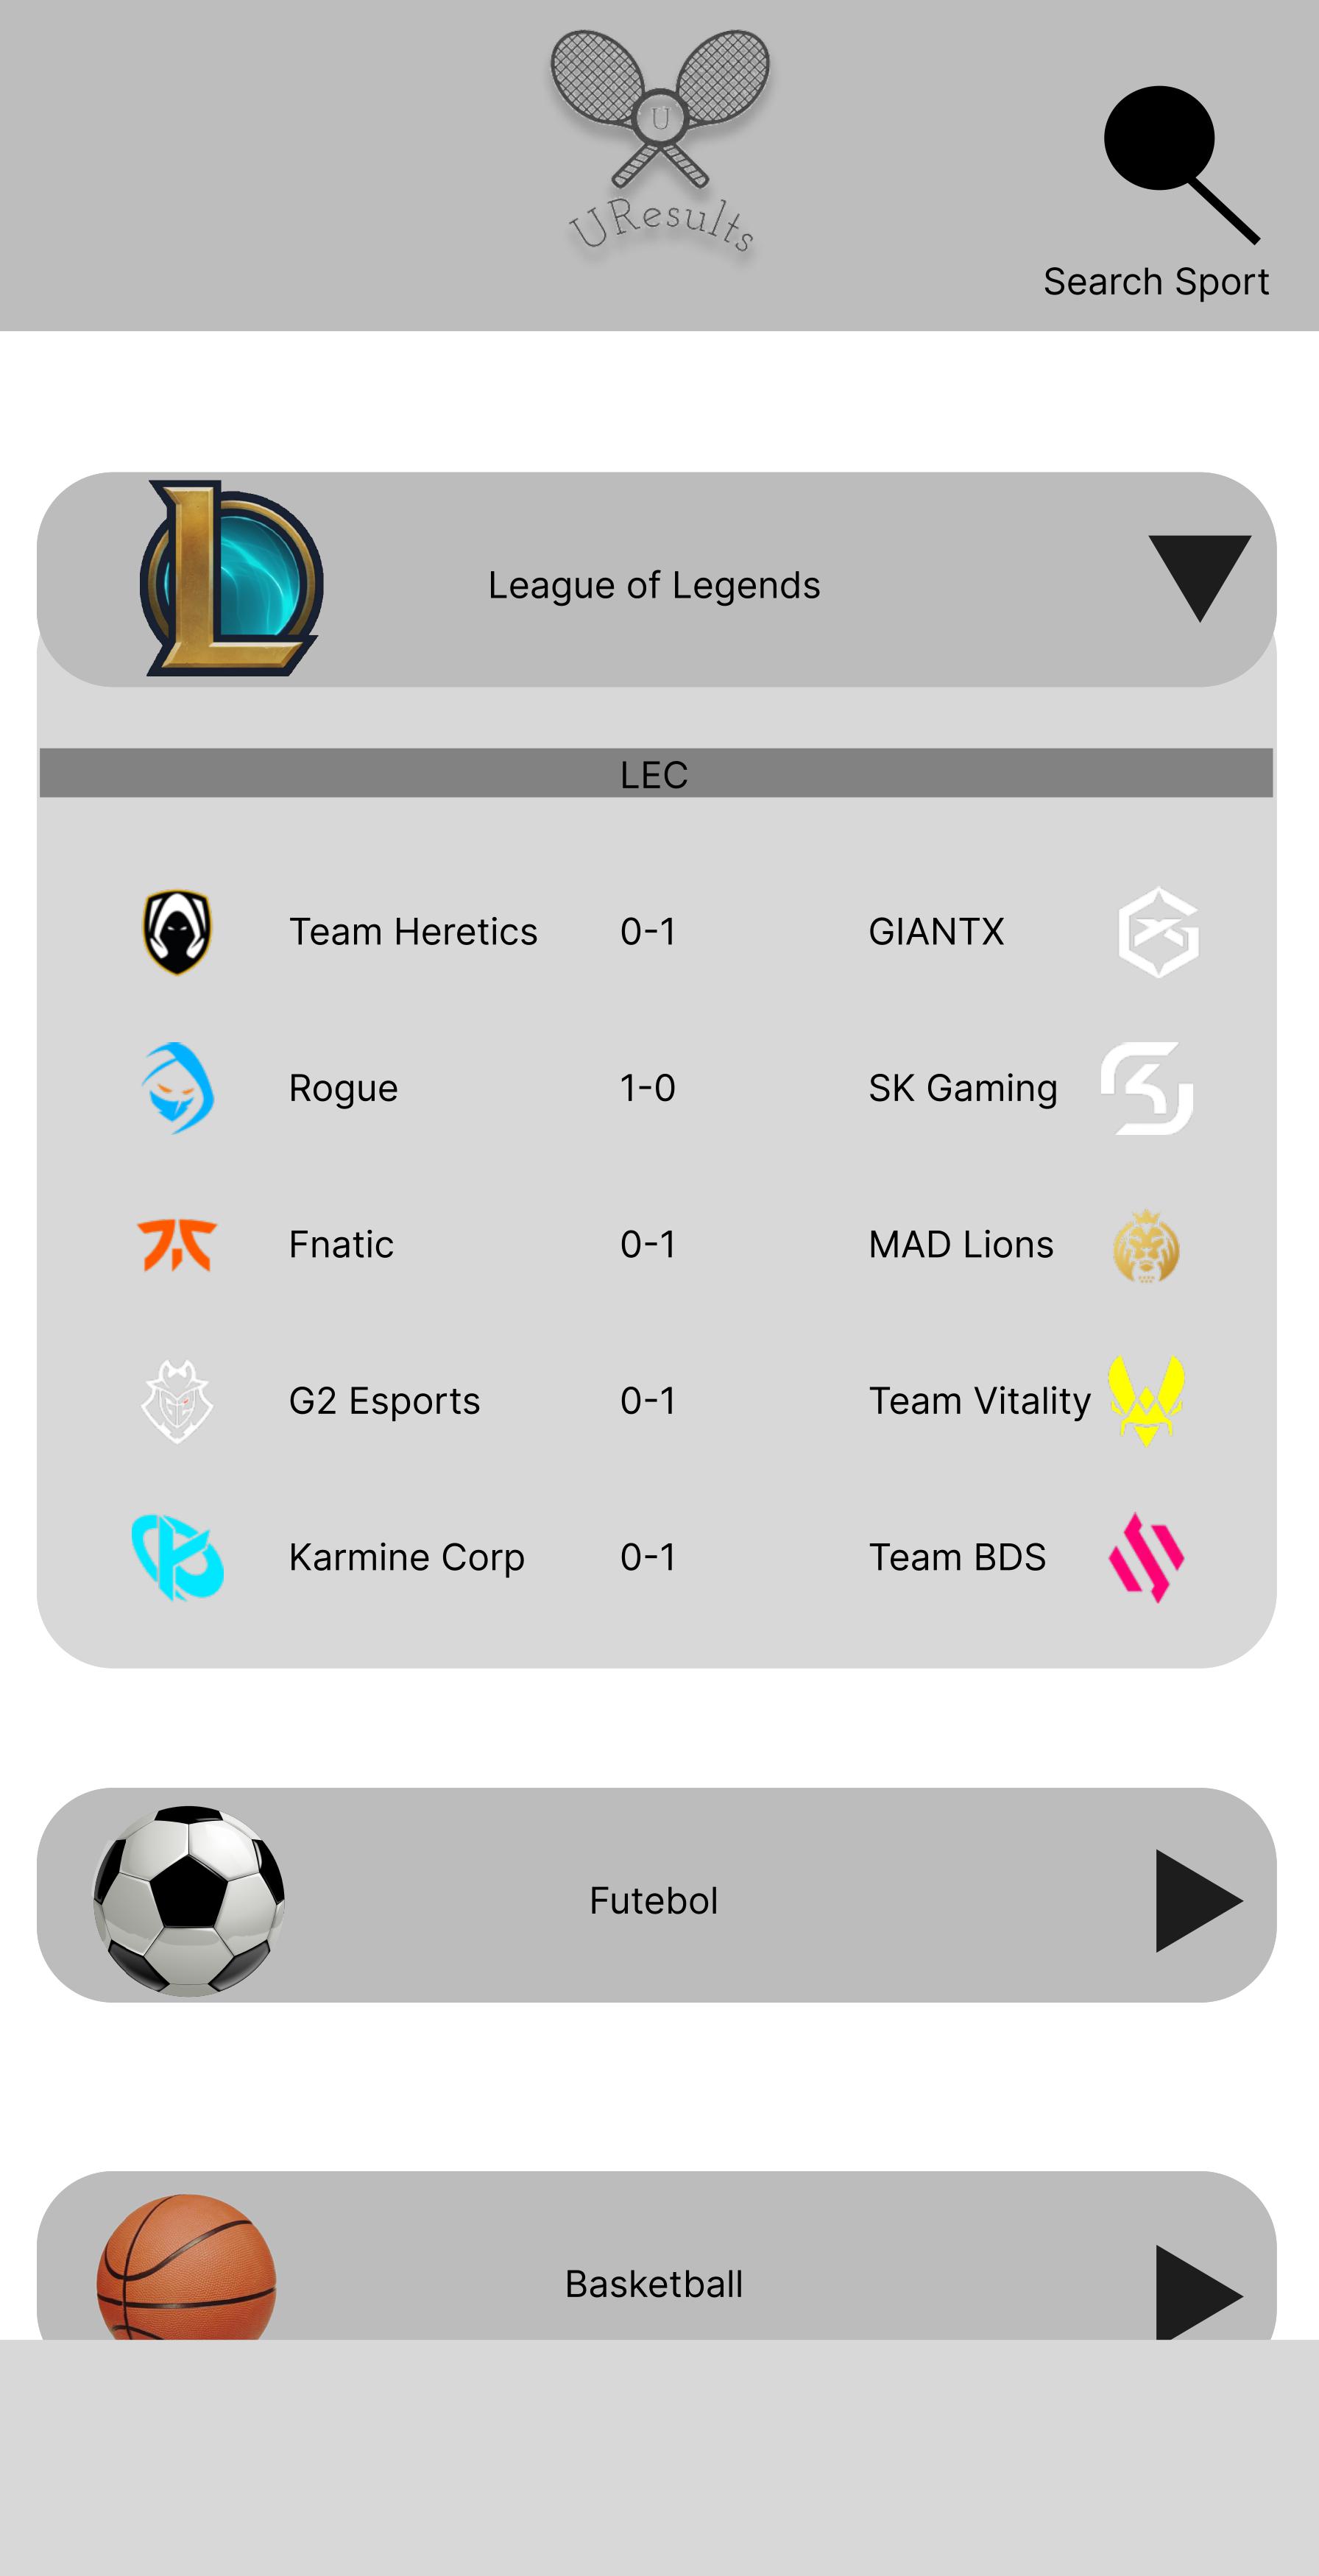 U
UResults
Search Sport
League of Legends
LEC
Team Heretics 0-1 GIANTX
Rogue 1-0 SK Gaming
Fnatic 0-1 MAD Lions
G2 Esports 0-1 Team Vitality
Karmine Corp 0-1 Team BDS
Futebol
Basketball